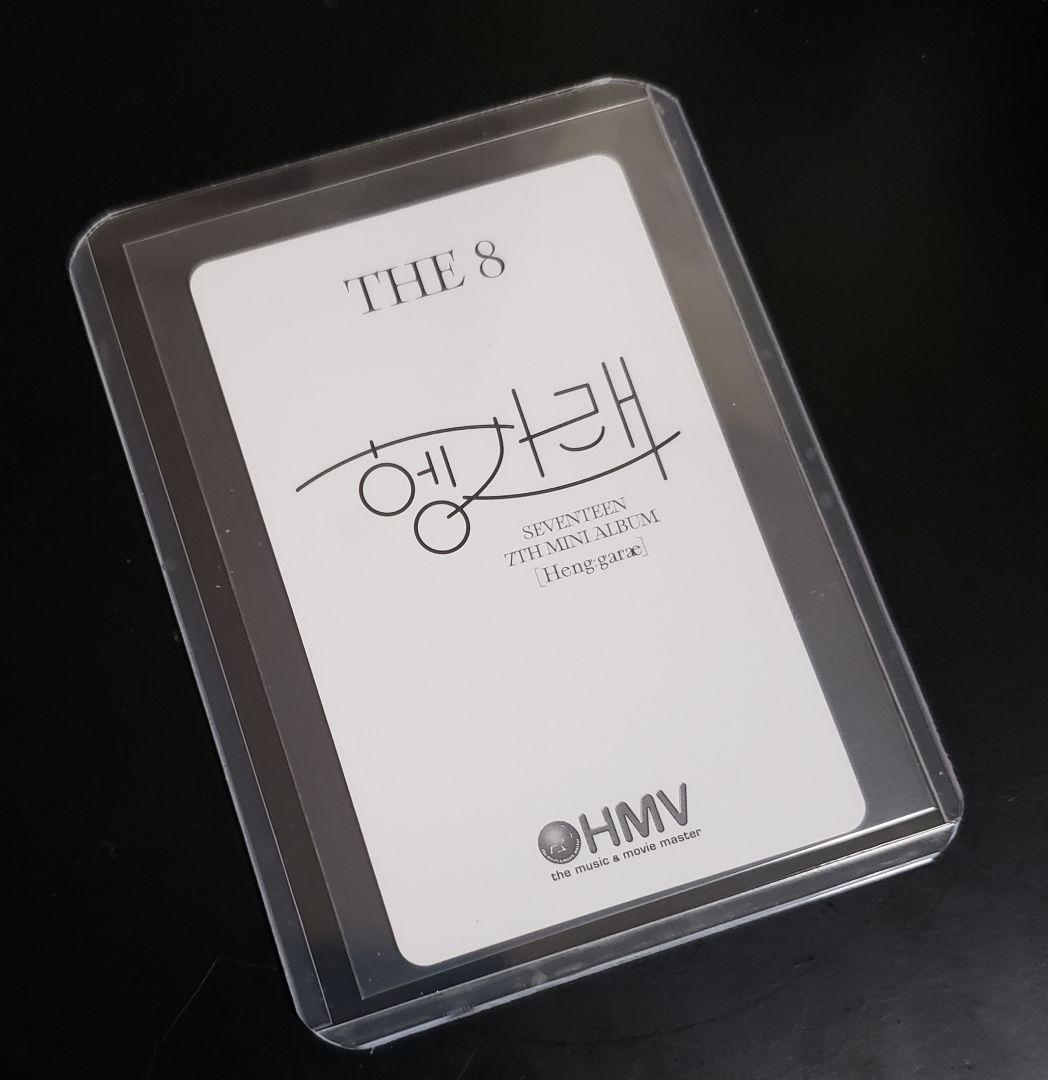 THE 8
헹가래
SEVENTEEN
7TH MINI ALBUM
[Heng:garæ]
HMV
the music & movie master